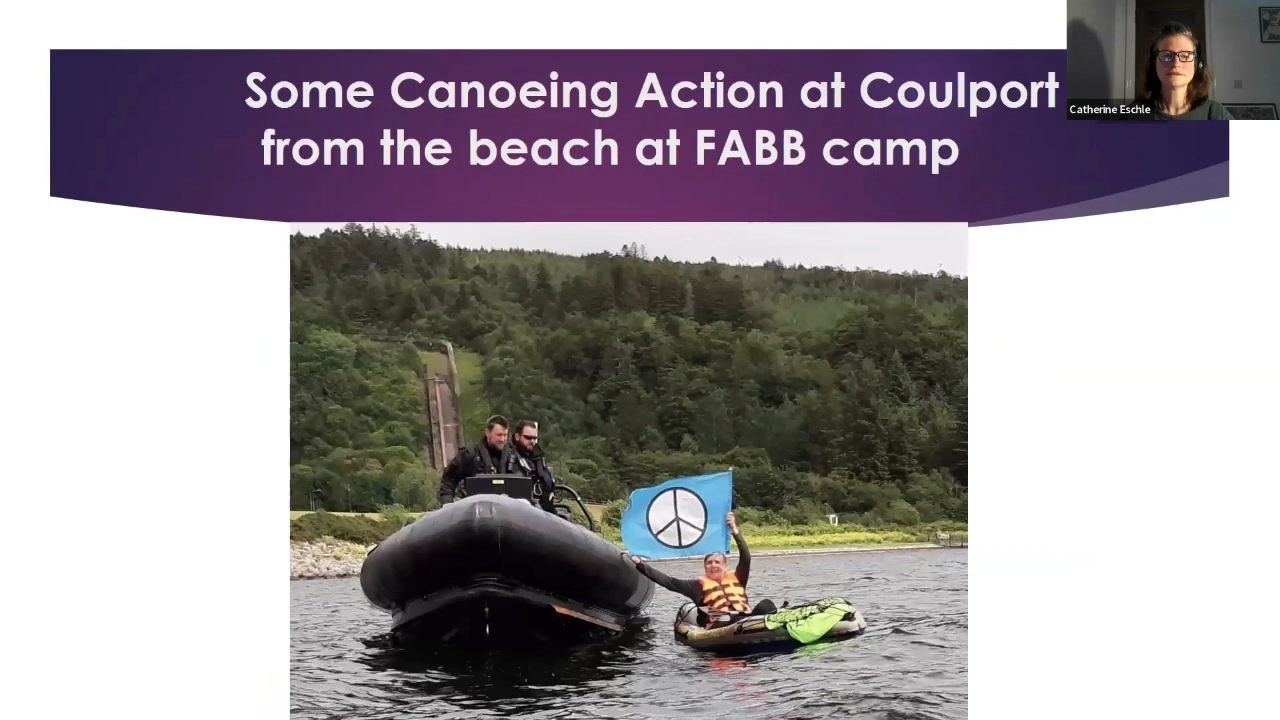 Some Canoeing Action at Coulport
from the beach at FABB camp
Catherine Eschle